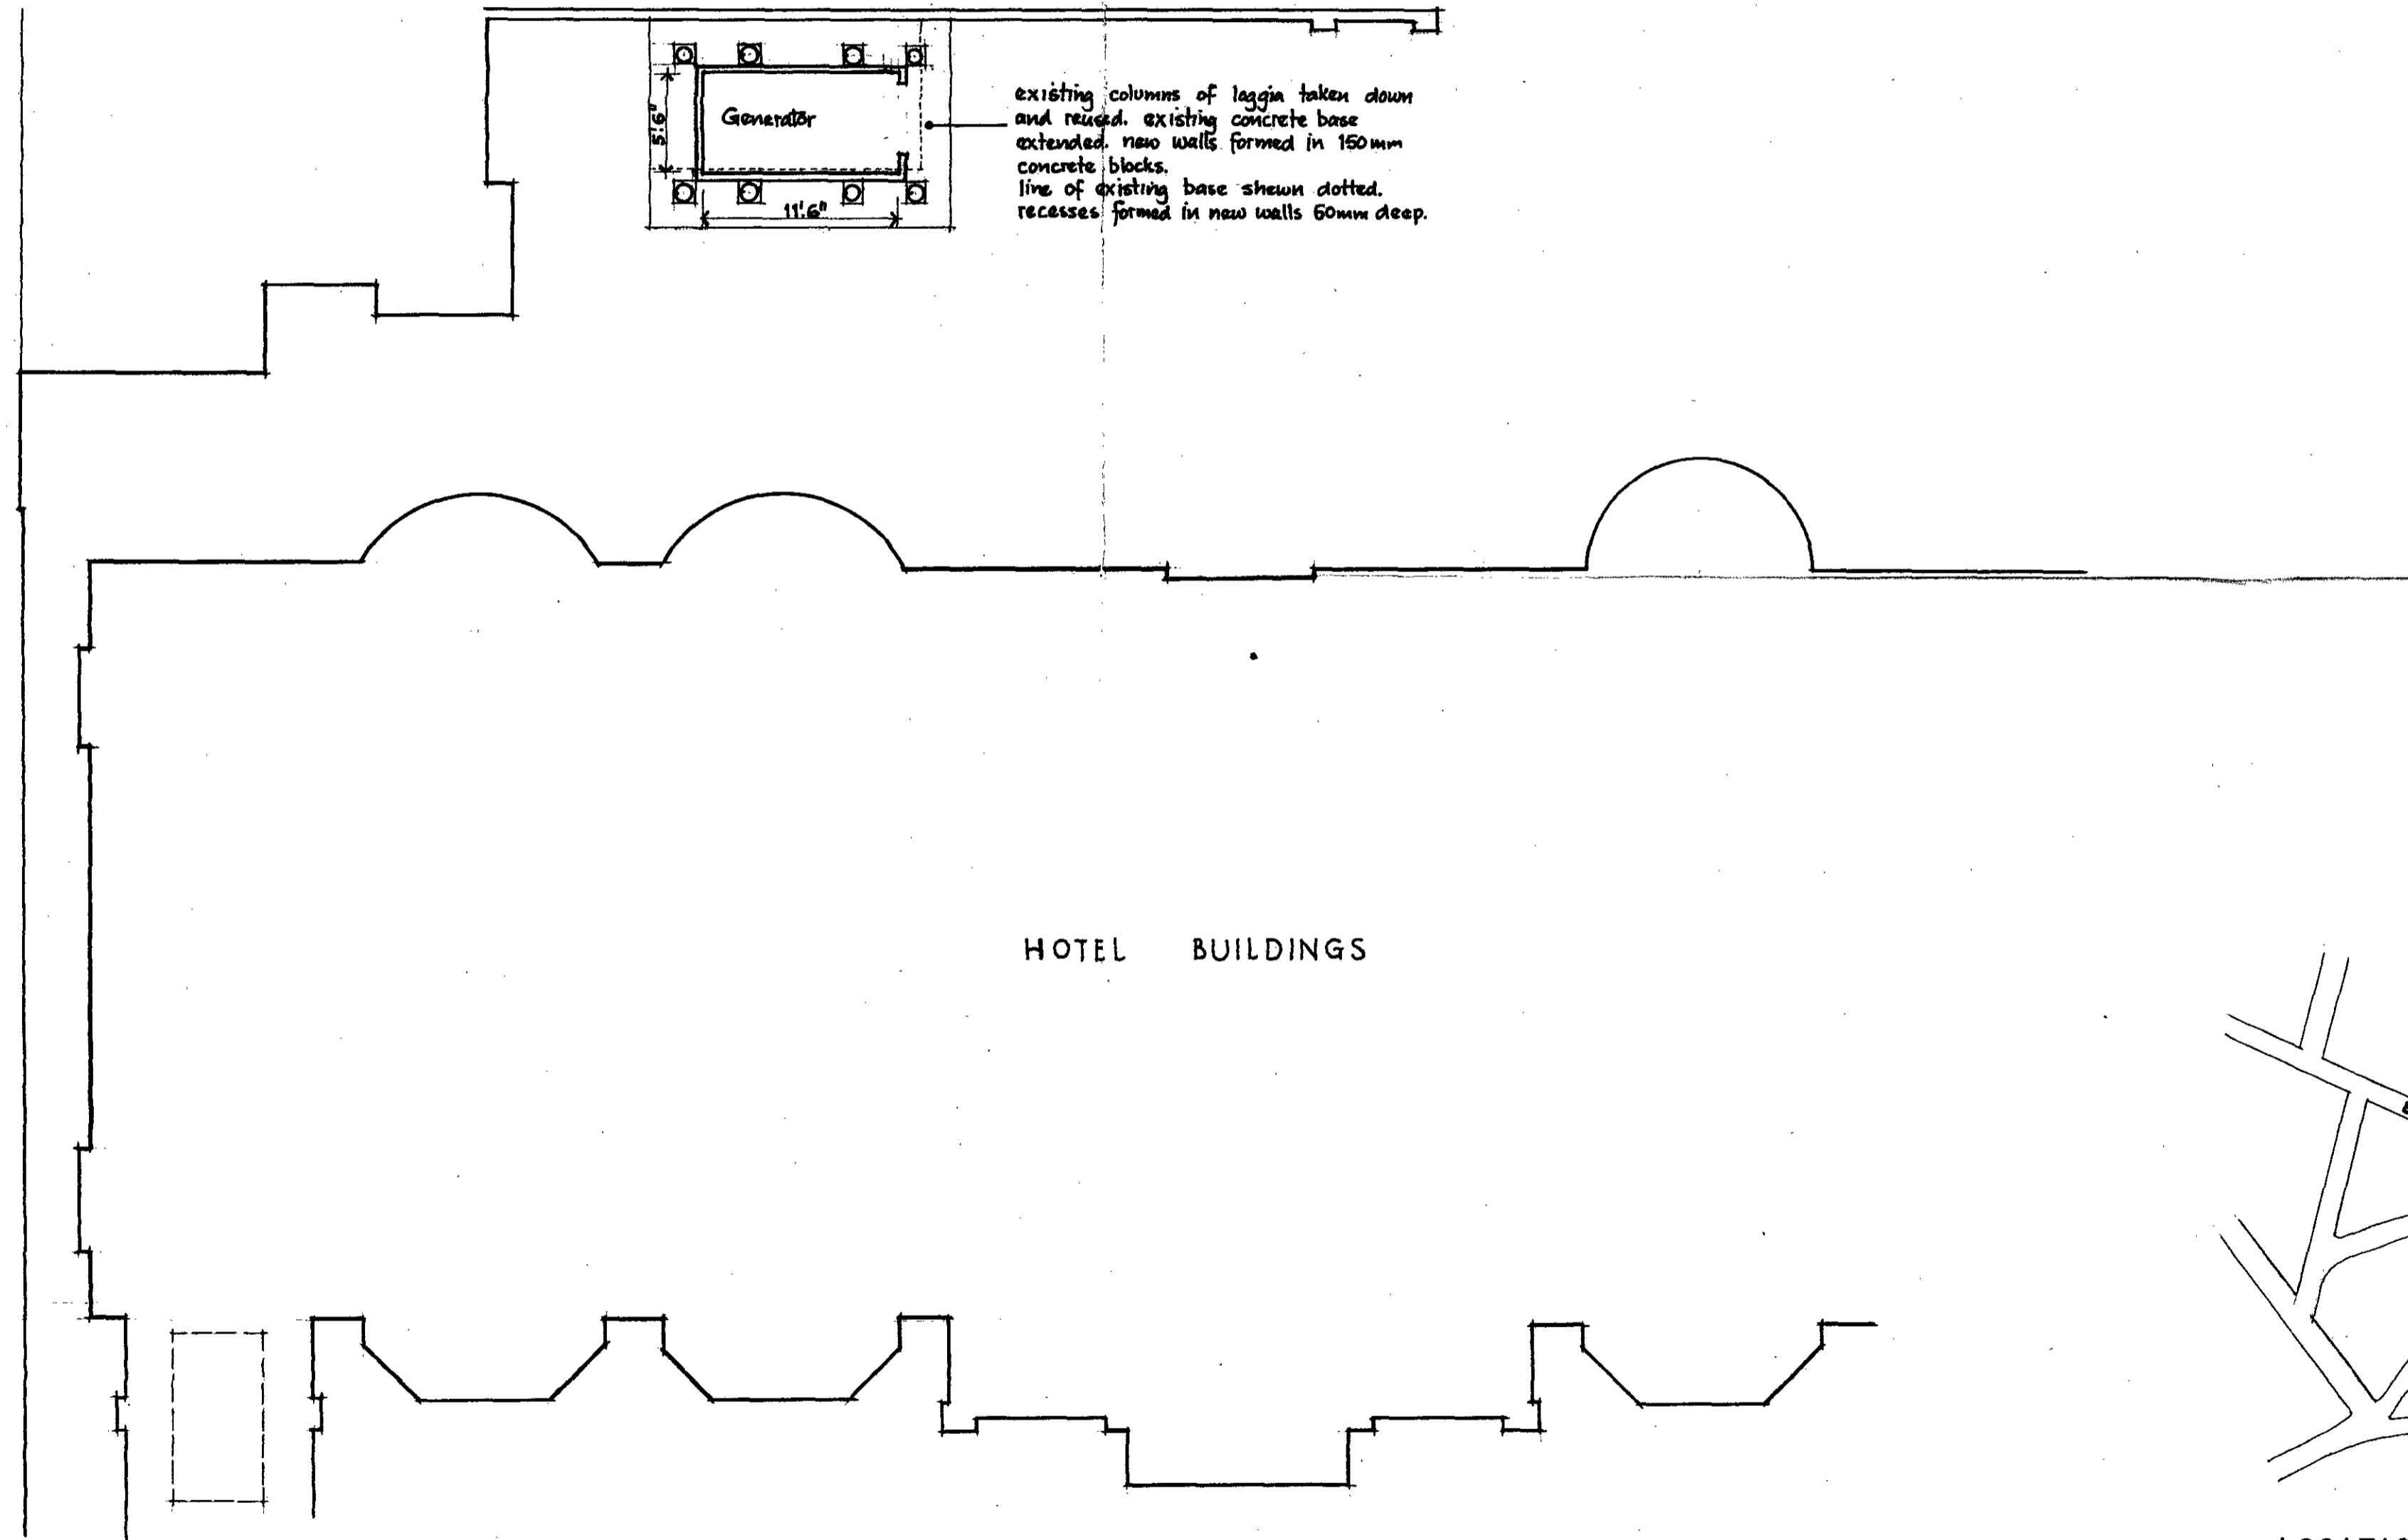 Generator
5'6"
11'6"
existing columns of loggia taken down
and reused. existing concrete base
extended. new walls formed in 150mm
concrete blocks.
line of existing base shewn dotted.
recesses formed in new walls 60mm deep.
HOTEL BUILDINGS